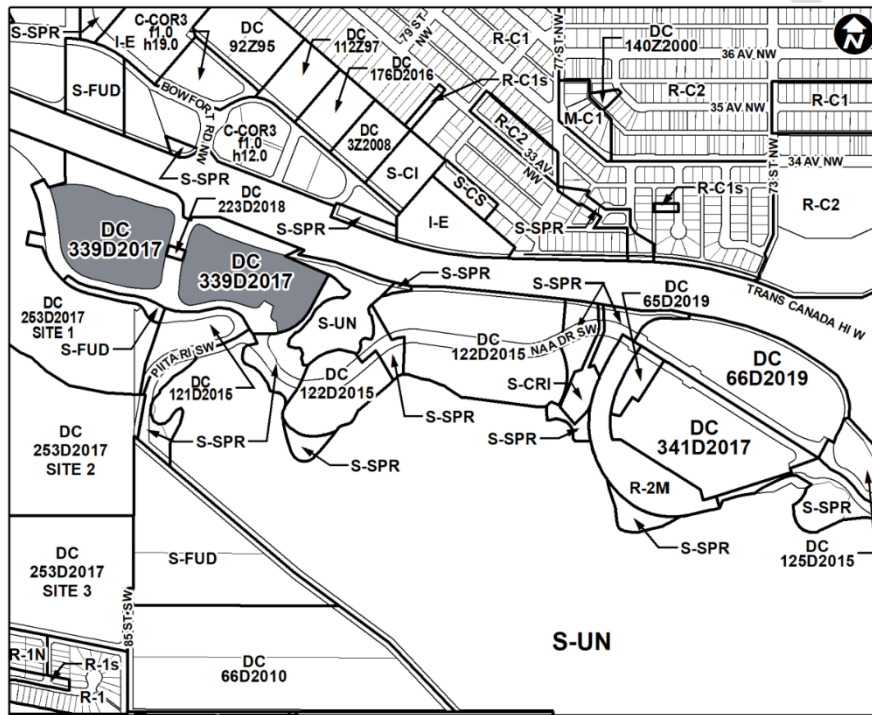 C-COR3
f1.0
h19.0
DC
92Z95
DC
112Z97
79 ST
NW
R-C1
77 ST NW
DC
140Z2000
36 AV NW
N
S-SPR
I-E
DC
176D2016
R-C1s
R-C2
35 AV NW
R-C1
S-FUD
BOWFORT RD NW
C-COR3
f1.0
h12.0
DC
3Z2008
R-C2
33 AV
NW
M-C1
34 AV NW
S-SPR
S-CI
S-CS
R-C1s
73 ST NW
R-C2
DC
223D2018
S-SPR
I-E
S-SPR
DC
339D2017
DC
339D2017
S-SPR
S-SPR
TRANS CANADA HI W
DC
65D2019
DC
253D2017
SITE 1
S-FUD
S-UN
PIITA RI SW
DC
122D2015
NAA DR SW
DC
66D2019
DC
121D2015
DC
122D2015
S-CRI
S-SPR
S-SPR
DC
341D2017
DC
253D2017
SITE 2
S-SPR
S-SPR
R-2M
S-SPR
S-SPR
DC
125D2015
DC
253D2017
SITE 3
S-FUD
85 ST SW
S-UN
R-1N
R-1s
R-1
DC
66D2010